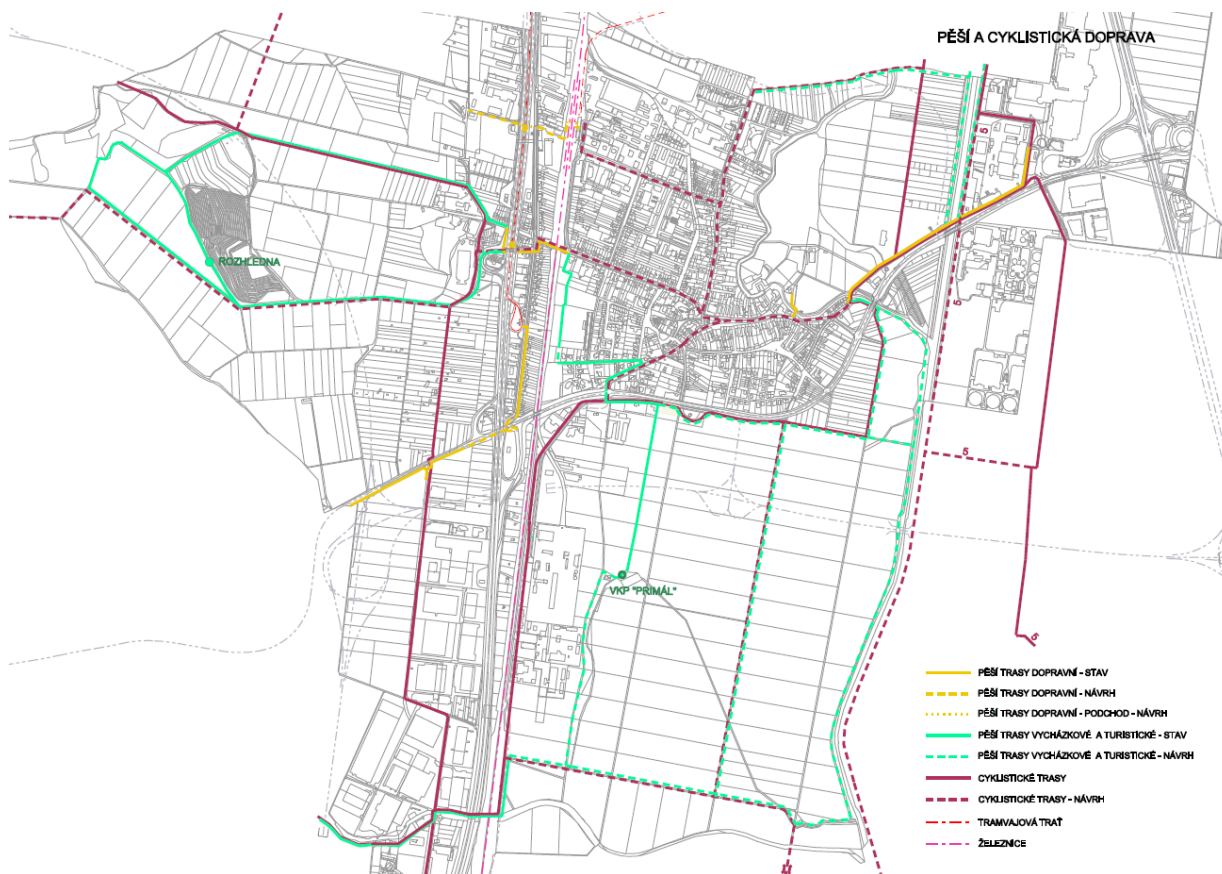 PĚŠÍ A CYKLISTICKÁ DOPRAVA
5
ROZHLEDNA
5
5
VKP "PŘIMÁL"
5
PĚŠÍ TRASY DOPRAVNÍ - STAV
PĚŠÍ TRASY DOPRAVNÍ - NÁVRH
PĚŠÍ TRASY DOPRAVNÍ - PODCHOD - NÁVRH
PĚŠÍ TRASY VYCHÁZKOVÉ A TURISTICKÉ - STAV
PĚŠÍ TRASY VYCHÁZKOVÉ A TURISTICKÉ - NÁVRH
CYKLISTICKÉ TRASY
CYKLISTICKÉ TRASY - NÁVRH
TRAMVAJOVÁ TRAŤ
ŽELEZNICE